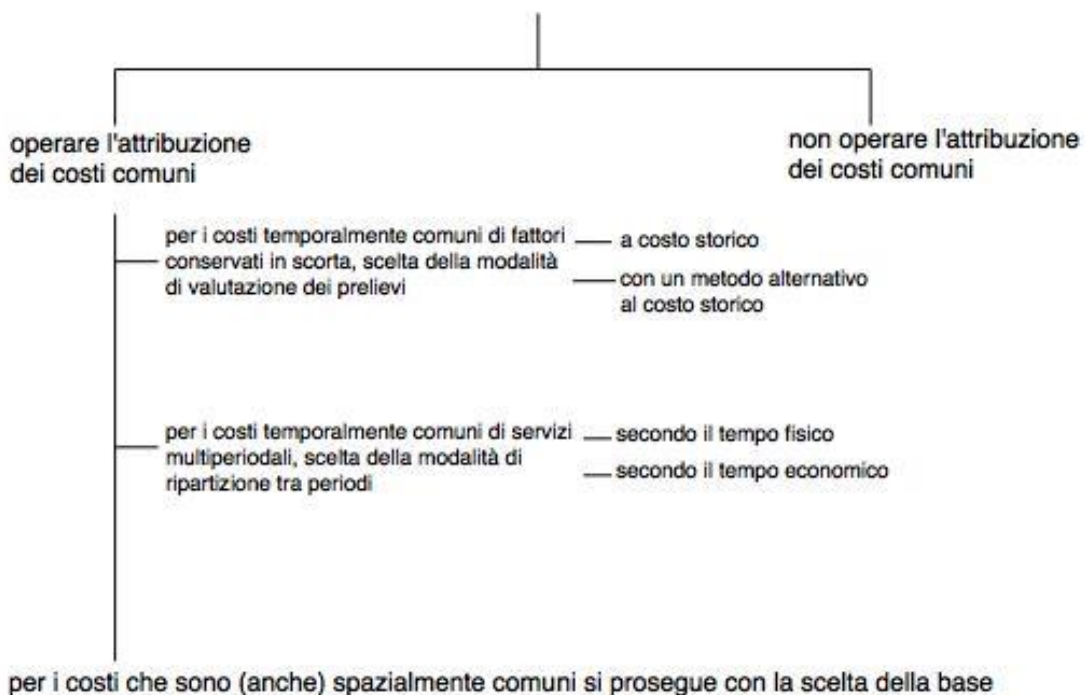 operare l'attribuzione
dei costi comuni
non operare l'attribuzione
dei costi comuni
per i costi temporalmente comuni di fattori
conservati in scorta, scelta della modalità
di valutazione dei prelievi
a costo storico
con un metodo alternativo
al costo storico
per i costi temporalmente comuni di servizi
multiperiodali, scelta della modalità di
ripartizione tra periodi
secondo il tempo fisico
secondo il tempo economico
per i costi che sono (anche) spazialmente comuni si prosegue con la scelta della base